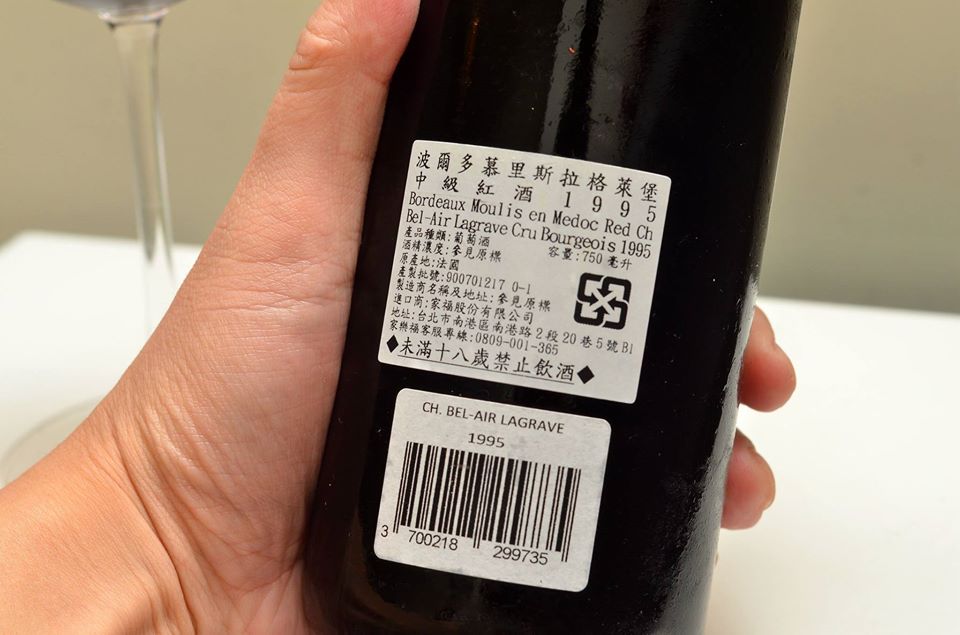 波爾多慕里斯拉格萊堡
中級紅酒1995
Bordeaux Moulis en Medoc Red Ch
Bel-Air Lagrave Cru Bourgeois 1995
產品種類:葡萄酒 容量:750毫升
酒精濃度:參見原標
原產地:法國
產製批號:900701217 0-1
製造商名稱及地址:參見原標
進口商:家福股份有限公司
地址:台北市南港區南港路2段20巷5號B1
家樂福客服專線:0809-001-365
◆未滿十八歲禁止飲酒◆
CH. BEL-AIR LAGRAVE
1995
3 700218 299735